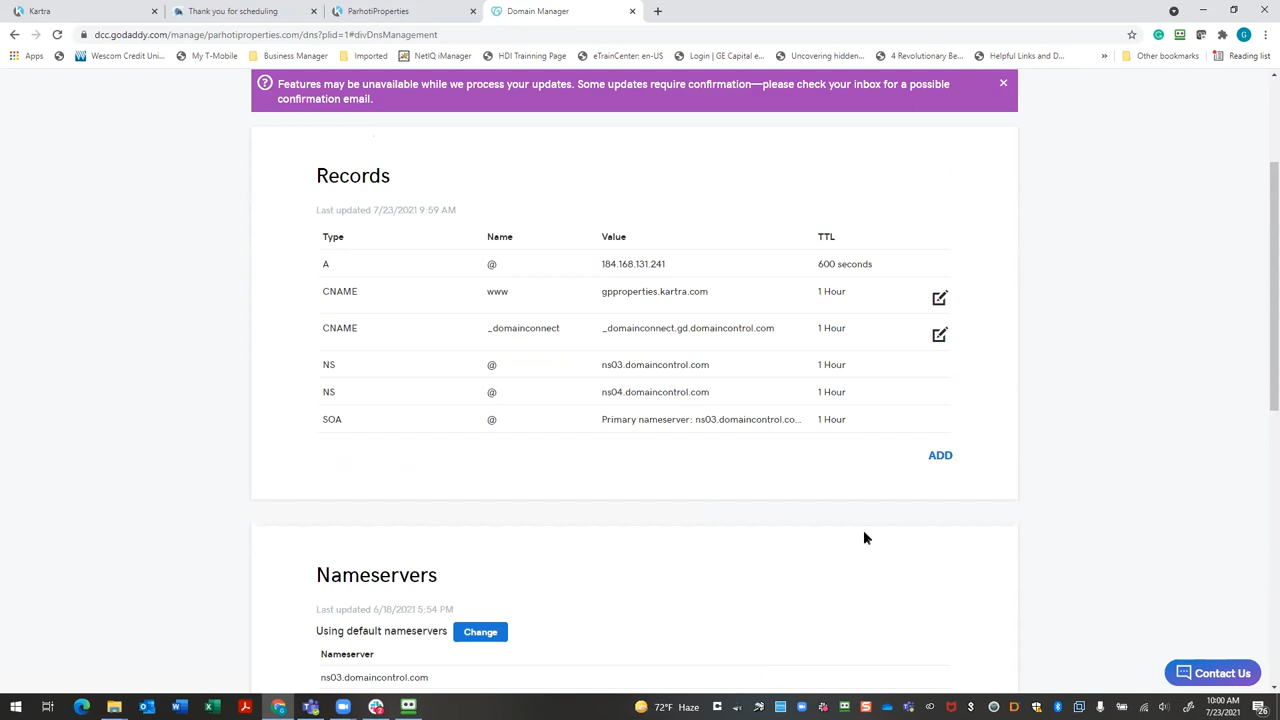 Kartra
Thank you for scheduling
ParhotiProperties
Domain Manager
dcc.godaddy.com/manage/parhotiproperties.com/dns?plid=1#divDnsManagement
Apps
Wescom Credit Uni...
My T-Mobile
Business Manager
Imported
NetIQ iManager
HDI Training Page
eTrainCenter: en-US
Login | GE Capital e...
Uncovering hidden...
4 Revolutionary Be...
Helpful Links and D...
»
Other bookmarks
Reading list
Features may be unavailable while we process your updates. Some updates require confirmation—please check your inbox for a possible
confirmation email.
Records
Last updated 7/23/2021 9:59 AM
Type Name Value TTL
A @ 184.168.131.241 600 seconds
CNAME www gpproperties.kartra.com 1 Hour
CNAME _domainconnect _domainconnect.gd.domaincontrol.com 1 Hour
NS @ ns03.domaincontrol.com 1 Hour
NS @ ns04.domaincontrol.com 1 Hour
SOA @ Primary nameserver: ns03.domaincontrol.co... 1 Hour
ADD
Nameservers
Last updated 6/18/2021 5:54 PM
Using default nameservers Change
Nameserver
ns03.domaincontrol.com
Contact Us
72°F Haze
10:00 AM
7/23/2021